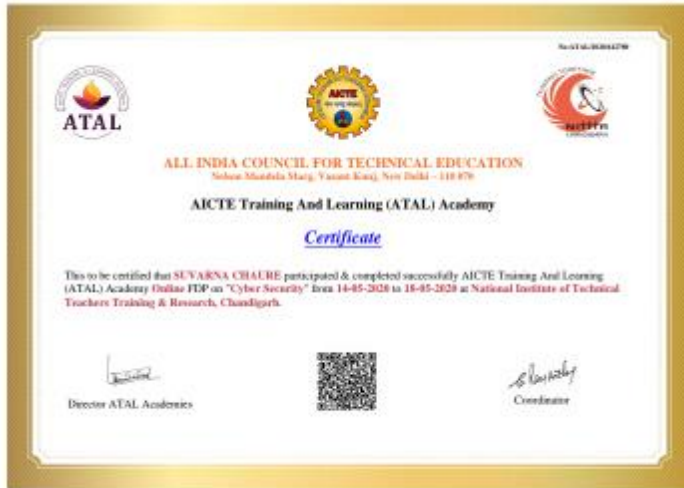 ATAL
AICTE
ALL INDIA COUNCIL FOR TECHNICAL EDUCATION
Nelson Mandela Marg, Vasant Kunj, New Delhi – 110 070
AICTE Training And Learning (ATAL) Academy
Certificate
This to be certified that SUVARNA CHAURE participated & completed successfully AICTE Training And Learning
(ATAL) Academy Online FDP on "Cyber Security" from 14-05-2020 to 18-05-2020 at National Institute of Technical
Teachers Training & Research, Chandigarh.
Director ATAL Academies
Coordinator